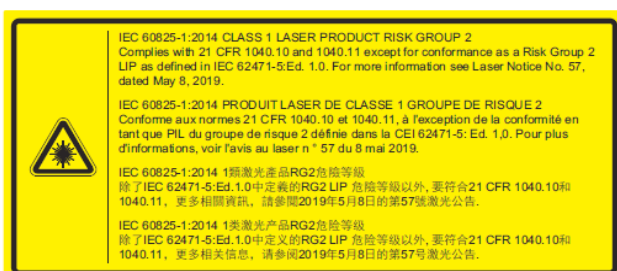 IEC 60825-1:2014 CLASS 1 LASER PRODUCT RISK GROUP 2
Complies with 21 CFR 1040.10 and 1040.11 except for conformance as a Risk Group 2
LIP as defined in IEC 62471-5:Ed. 1.0. For more information see Laser Notice No. 57,
dated May 8, 2019.
IEC 60825-1:2014 PRODUIT LASER DE CLASSE 1 GROUPE DE RISQUE 2
Conforme aux normes 21 CFR 1040.10 et 1040.11, à l'exception de la conformité en
tant que PIL du groupe de risque 2 définie dans la CEI 62471-5: Ed. 1,0. Pour plus
d'informations, voir l'avis au laser n ° 57 du 8 mai 2019.
IEC 60825-1:2014 1類激光產品RG2危險等級
除了IEC 62471-5:Ed.1.0中定義的RG2 LIP 危險等級以外, 要符合21 CFR 1040.10和
1040.11，更多相關資訊，請參閱2019年5月8日的第57號激光公告.
IEC 60825-1:2014 1类激光产品RG2危险等级
除了IEC 62471-5:Ed.1.0中定义的RG2 LIP 危险等级以外, 要符合21 CFR 1040.10和
1040.11，更多相关信息，请参阅2019年5月8日的第57号激光公告.